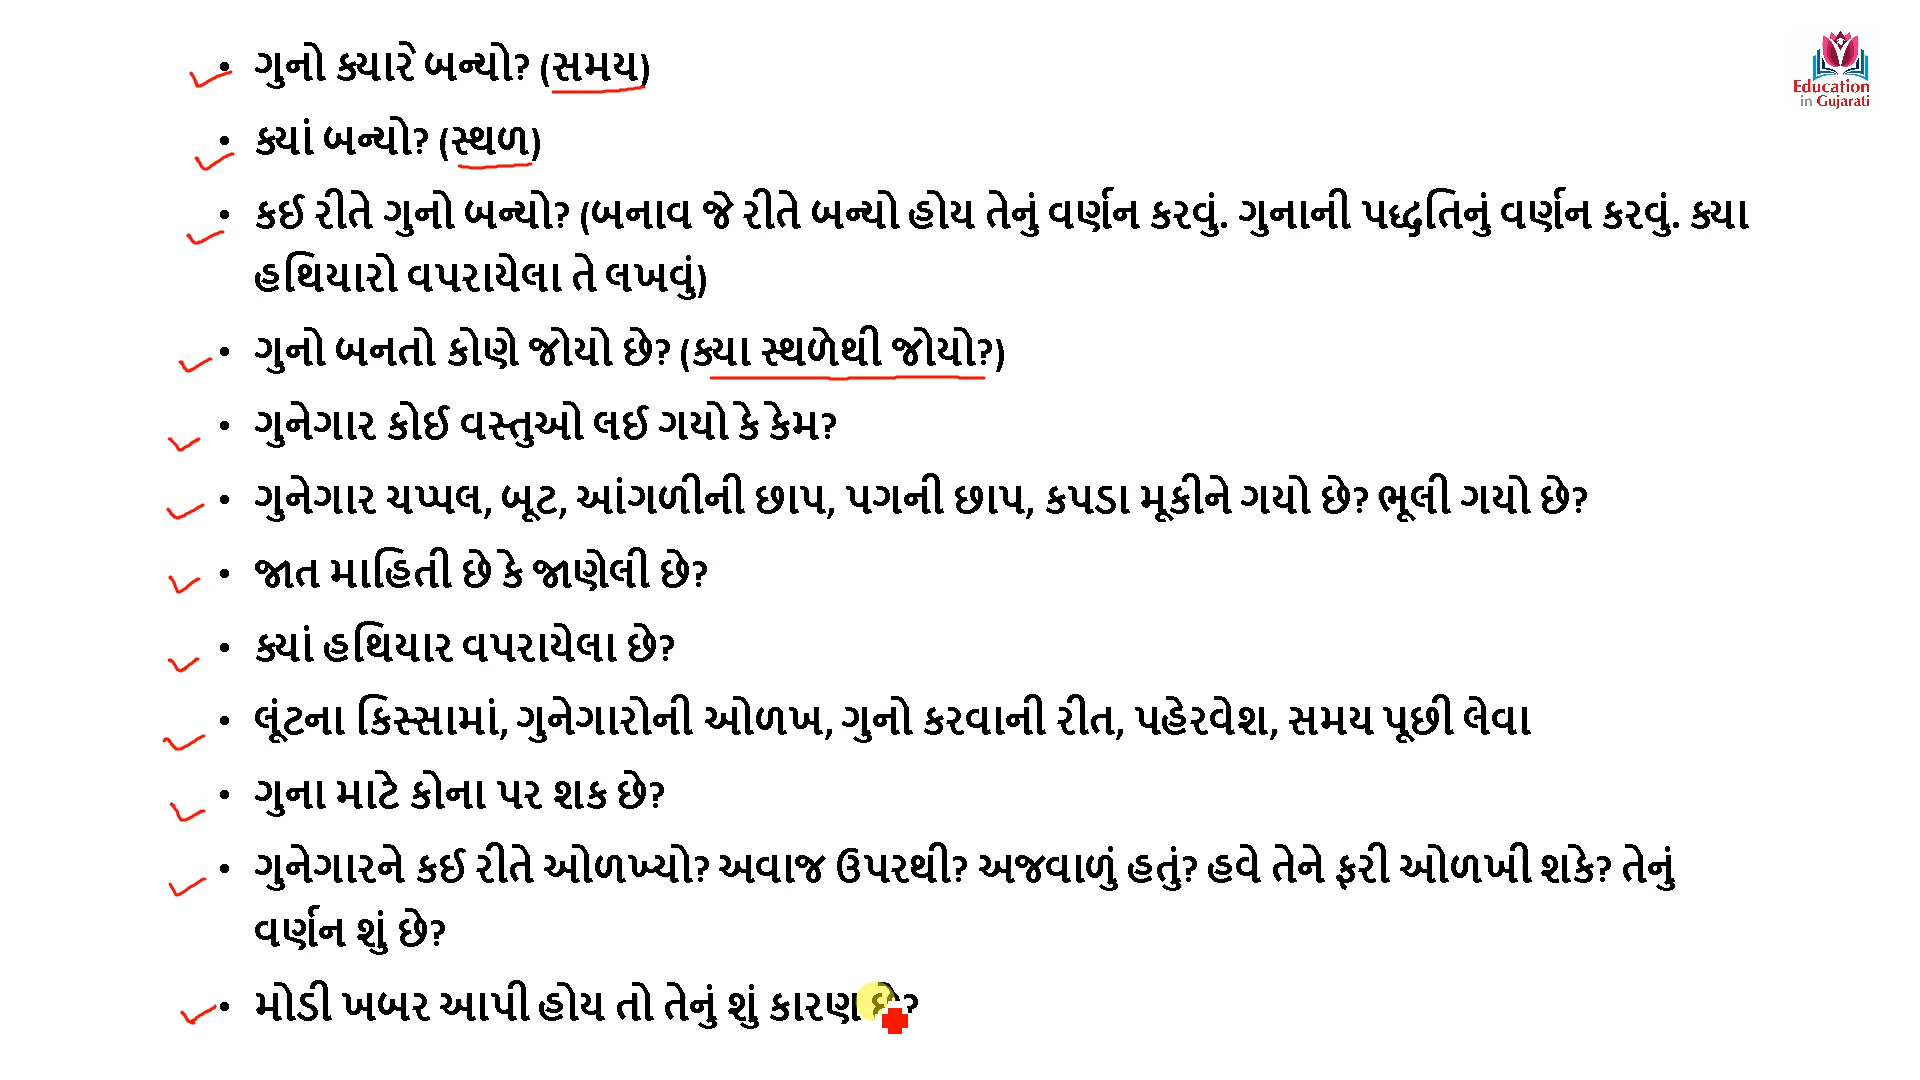 • ગુનો ક્યારે બન્યો? (સમય)
Education
in Gujarati
• ક્યાં બન્યો? (સ્થળ)
• કઈ રીતે ગુનો બન્યો? (બનાવ જે રીતે બન્યો હોય તેનું વર્ણન કરવું. ગુનાની પદ્ધતિનું વર્ણન કરવું. ક્યા
હથિયારો વપરાયેલા તે લખવું)
• ગુનો બનતો કોણે જોયો છે? (ક્યા સ્થળેથી જોયો?)
• ગુનેગાર કોઈ વસ્તુઓ લઈ ગયો કે કેમ?
• ગુનેગાર ચપ્પલ, બૂટ, આંગળીની છાપ, પગની છાપ, કપડા મૂકીને ગયો છે? ભૂલી ગયો છે?
• જાત માહિતી છે કે જાણેલી છે?
• ક્યાં હથિયાર વપરાયેલા છે?
• લૂંટના કિસ્સામાં, ગુનેગારોની ઓળખ, ગુનો કરવાની રીત, પહેરવેશ, સમય પૂછી લેવા
• ગુના માટે કોના પર શક છે?
• ગુનેગારને કઈ રીતે ઓળખ્યો? અવાજ ઉપરથી? અજવાળું હતું? હવે તેને ફરી ઓળખી શકે? તેનું
વર્ણન શું છે?
• મોડી ખબર આપી હોય તો તેનું શું કારણ છે?